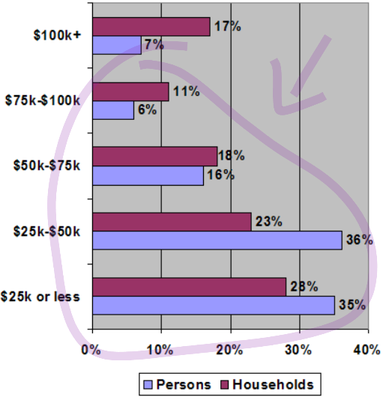 $100k+
17%
7%
$75k-$100k
11%
6%
$50k-$75k
18%
16%
$25k-$50k
23%
36%
$25k or less
28%
35%
0% 10% 20% 30% 40%
Persons Households